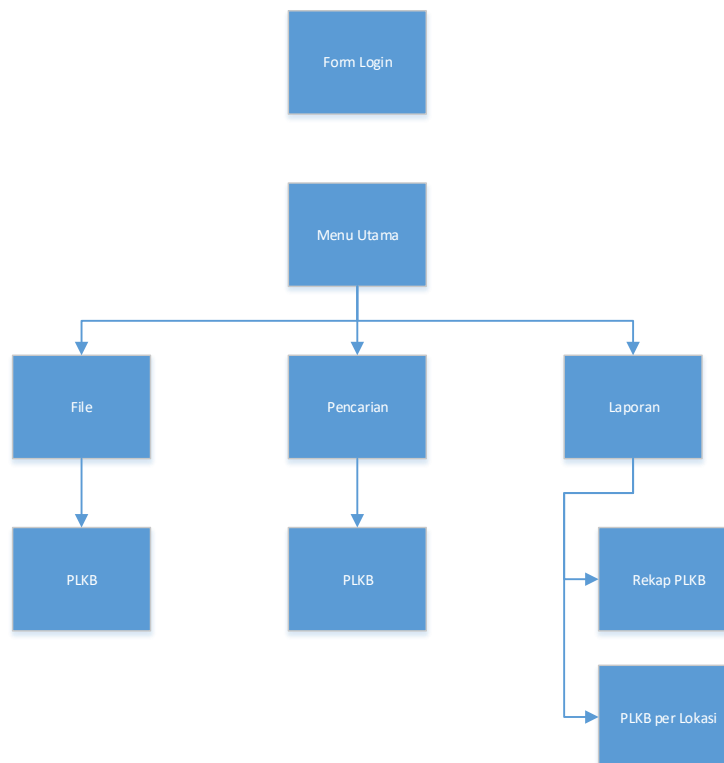 Form Login
Menu Utama
File
Pencarian
Laporan
PLKB
PLKB
Rekap PLKB
PLKB per Lokasi